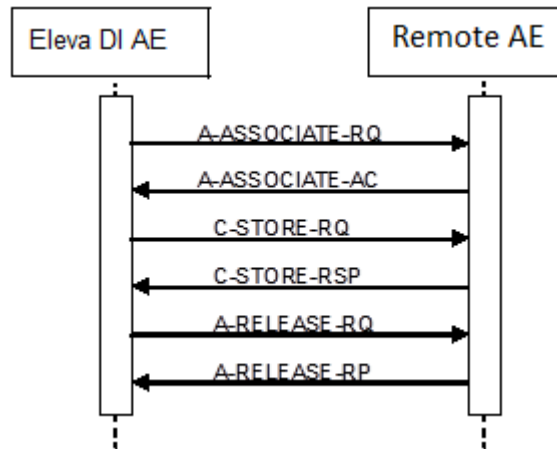 Eleva DI AE
Remote AE
A-ASSOCIATE-RQ
A-ASSOCIATE-AC
C-STORE-RQ
C-STORE-RSP
A-RELEASE-RQ
A-RELEASE-RP